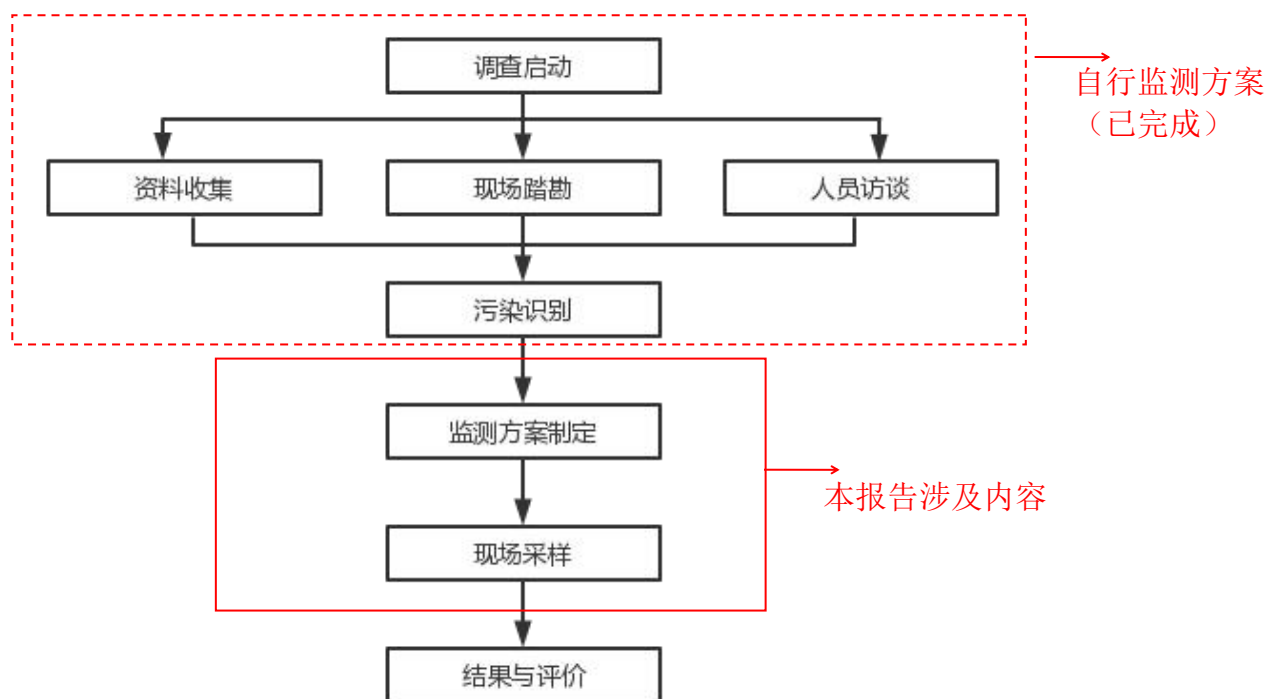 调查启动
自行监测方案
（已完成）
资料收集
现场踏勘
人员访谈
污染识别
监测方案制定
本报告涉及内容
现场采样
结果与评价